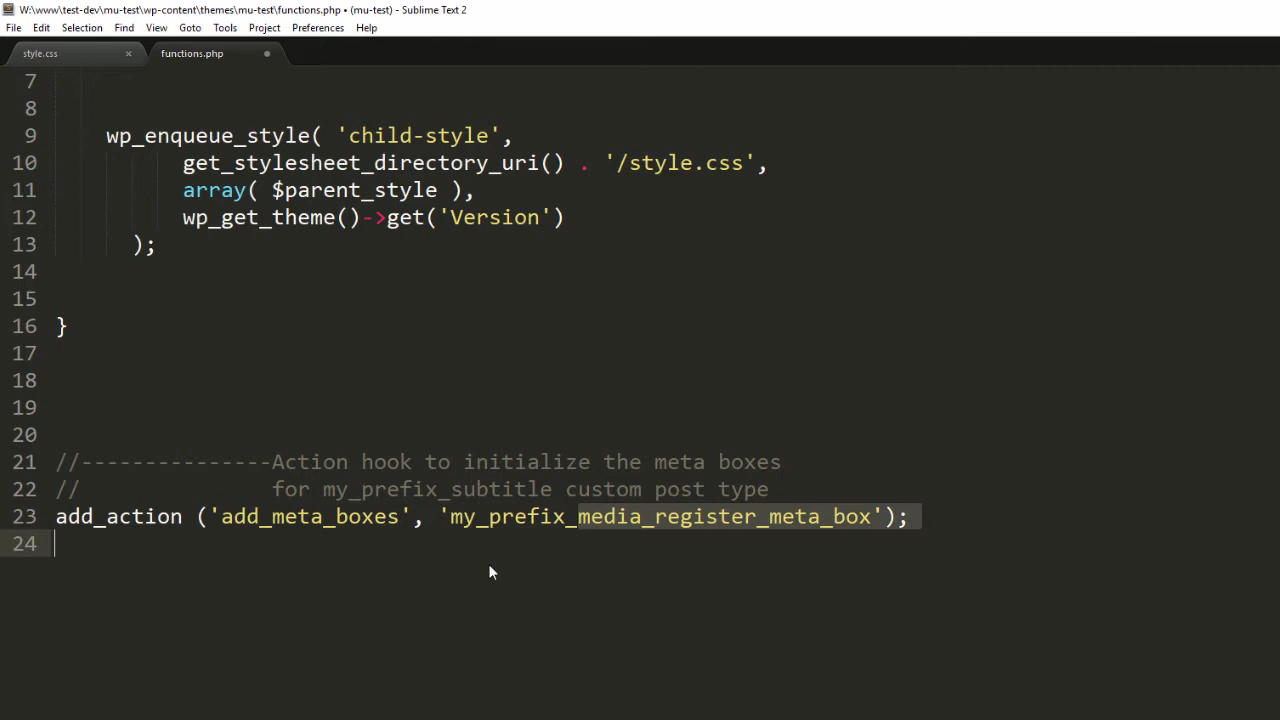 W:\www\test-dev\mu-test\wp-content\themes\mu-test\functions.php • (mu-test) - Sublime Text 2
File Edit Selection Find View Goto Tools Project Preferences Help
style.css × functions.php
7
8
9 wp_enqueue_style( 'child-style',
10 get_stylesheet_directory_uri() . '/style.css',
11 array( $parent_style ),
12 wp_get_theme()->get('Version')
13 );
14
15
16 }
17
18
19
20
21 //---------------Action hook to initialize the meta boxes
22 // for my_prefix_subtitle custom post type
23 add_action ('add_meta_boxes', 'my_prefix_media_register_meta_box');
24